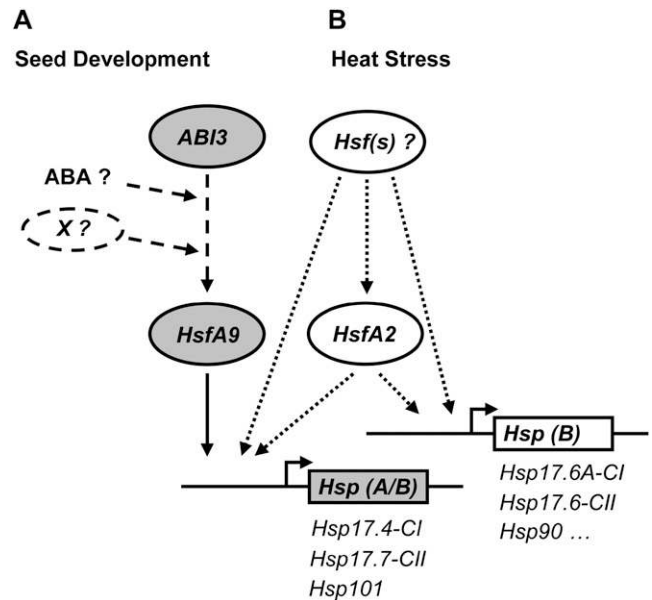 A
Seed Development
ABI3
ABA ?
X ?
HsfA9
B
Heat Stress
Hsf(s) ?
HsfA2
Hsp (B)
Hsp17.6A-CI
Hsp17.6-CII
Hsp90 ...
Hsp (A/B)
Hsp17.4-CI
Hsp17.7-CII
Hsp101